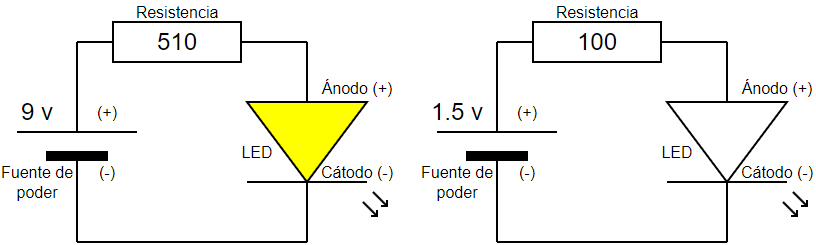 Resistencia
510
Ánodo (+)
9 v
(+)
LED
Fuente de
poder
(-)
Cátodo (-)
Resistencia
100
Ánodo (+)
1.5 v
(+)
LED
Fuente de
poder
(-)
Cátodo (-)